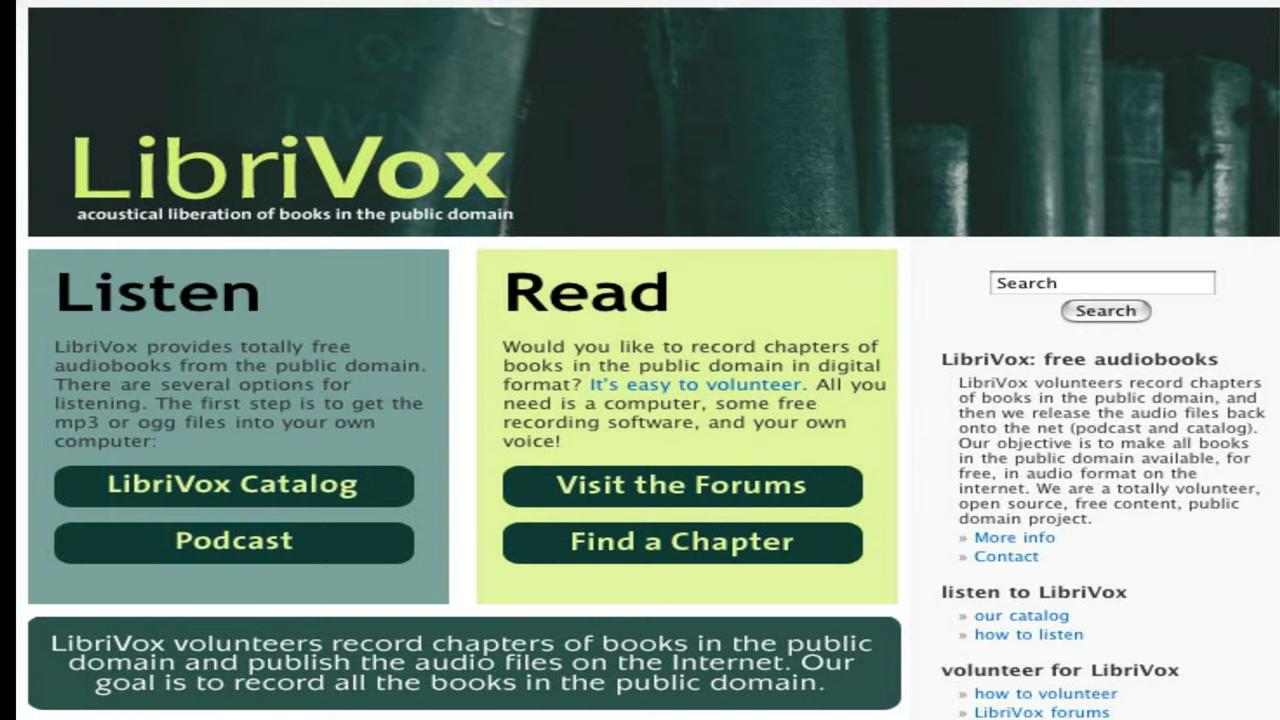 OF
LIVIN
LibriVox
acoustical liberation of books in the public domain
Listen
LibriVox provides totally free
audiobooks from the public domain.
There are several options for
listening. The first step is to get the
mp3 or ogg files into your own
computer:
LibriVox Catalog
Podcast
Read
Would you like to record chapters of
books in the public domain in digital
format? It's easy to volunteer. All you
need is a computer, some free
recording software, and your own
voice!
Visit the Forums
Find a Chapter
LibriVox volunteers record chapters of books in the public
domain and publish the audio files on the Internet. Our
goal is to record all the books in the public domain.
Search
Search
LibriVox: free audiobooks
LibriVox volunteers record chapters
of books in the public domain, and
then we release the audio files back
onto the net (podcast and catalog).
Our objective is to make all books
in the public domain available, for
free, in audio format on the
internet. We are a totally volunteer,
open source, free content, public
domain project.
» More info
» Contact
listen to LibriVox
» our catalog
» how to listen
volunteer for LibriVox
» how to volunteer
» LibriVox forums